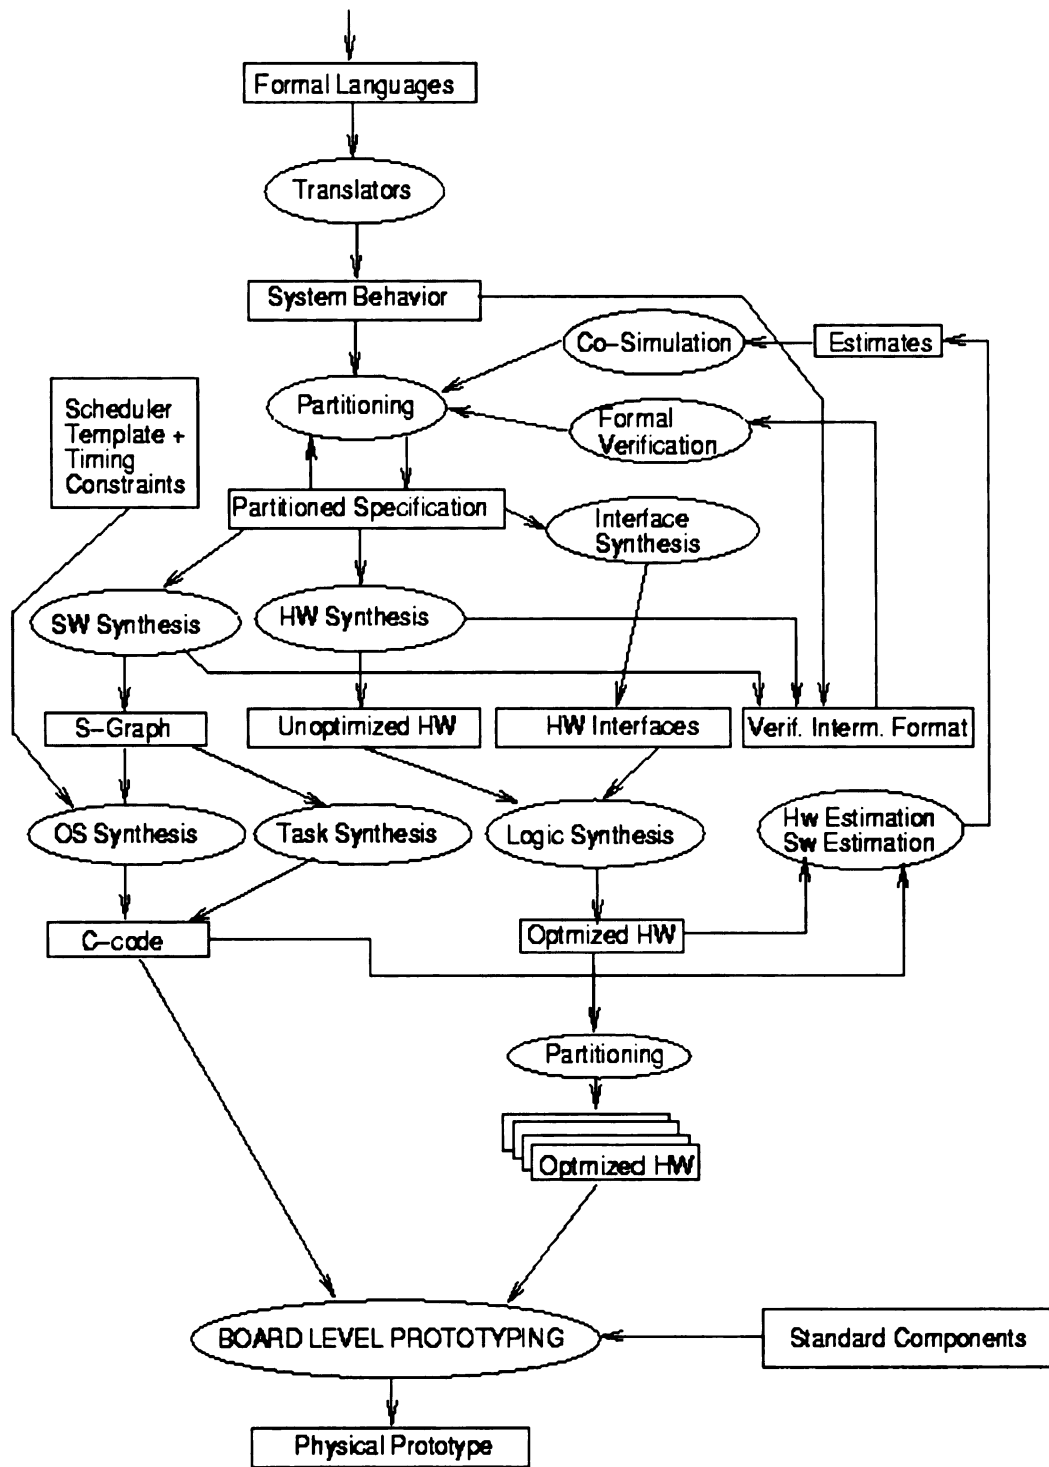 Formal Languages
Translators
System Behavior
Co-Simulation
Estimates
Scheduler
Template +
Timing
Constraints
Partitioning
Formal
Verification
Partitioned Specification
Interface
Synthesis
SW Synthesis
HW Synthesis
S-Graph
Unoptimized HW
HW Interfaces
Verif. Interm. Format
OS Synthesis
Task Synthesis
Logic Synthesis
Hw Estimation
Sw Estimation
C-code
Optmized HW
Partitioning
Optmized HW
BOARD LEVEL PROTOTYPING
Standard Components
Physical Prototype